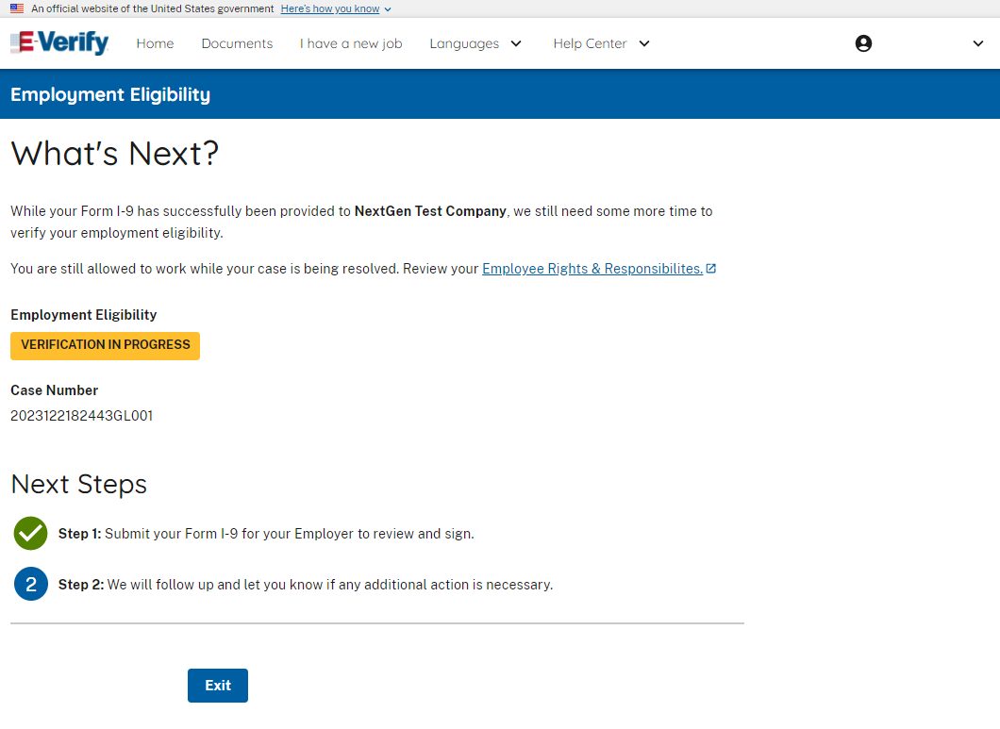 An official website of the United States government Here's how you know
E-Verify Home Documents I have a new job Languages Help Center
Employment Eligibility
What's Next?
While your Form I-9 has successfully been provided to NextGen Test Company, we still need some more time to
verify your employment eligibility.
You are still allowed to work while your case is being resolved. Review your Employee Rights & Responsibilites.
Employment Eligibility
VERIFICATION IN PROGRESS
Case Number
2023122182443GL001
Next Steps
Step 1: Submit your Form I-9 for your Employer to review and sign.
2 Step 2: We will follow up and let you know if any additional action is necessary.
Exit